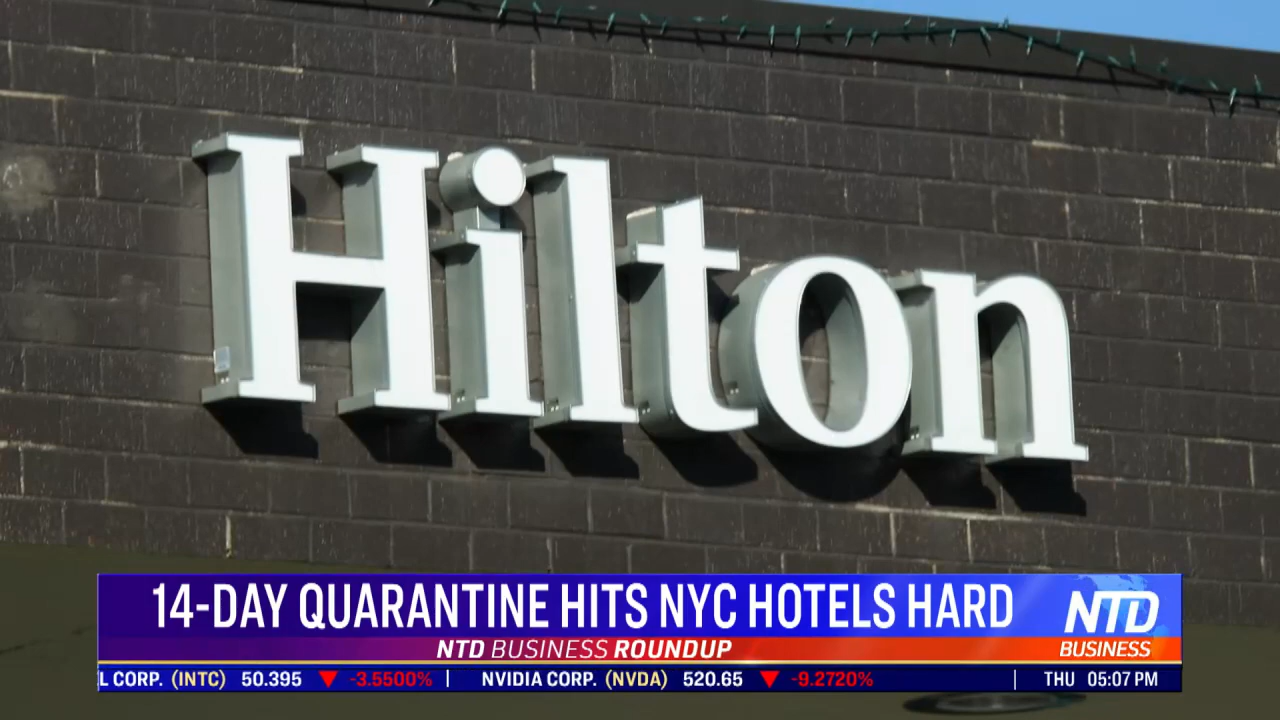 Hilton
14-DAY QUARANTINE HITS NYC HOTELS HARD
NTD BUSINESS ROUNDUP
NTD
BUSINESS
L CORP. (INTC) 50.395 ▼ -3.5500% | NVIDIA CORP. (NVDA) 520.65 ▼ -9.2720% | THU 05:07 PM